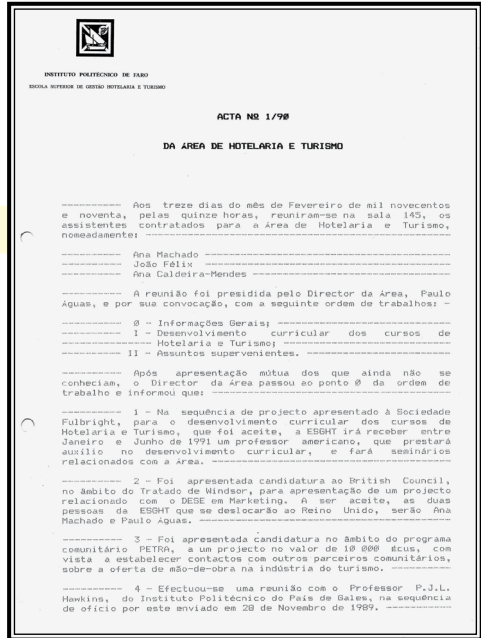 INSTITUTO POLITÉCNICO DE FARO
ESCOLA SUPERIOR DE GESTÃO HOTELARIA E TURISMO
ACTA Nº 1/90
DA ÁREA DE HOTELARIA E TURISMO
---------- Aos treze dias do mês de Fevereiro de mil novecentos
e noventa, pelas quinze horas, reuniram-se na sala 145, os
assistentes contratados para a Área de Hotelaria e Turismo,
nomeadamente: ----------
---------- Ana Machado ----------
---------- João Félix ----------
---------- Ana Caldeira-Mendes ----------
---------- A reunião foi presidida pelo Director da Área, Paulo
Águas, e por sua convocação, com a seguinte ordem de trabalhos: -
---------- 0 - Informações Gerais; ----------
---------- I - Desenvolvimento curricular dos cursos de
---------- Hotelaria e Turismo; ----------
---------- II - Assuntos supervenientes. ----------
---------- Após apresentação mútua dos que ainda não se
conheciam, o Director da Área passou ao ponto 0 da ordem de
trabalho e informou que: ----------
---------- 1 - Na sequência de projecto apresentado à Sociedade
Fulbright, para o desenvolvimento curricular dos cursos de
Hotelaria e Turismo, que foi aceite, a ESGHT irá receber entre
Janeiro e Junho de 1991 um professor americano, que prestará
auxílio no desenvolvimento curricular, e fará seminários
relacionados com a Área. ----------
---------- 2 - Foi apresentada candidatura ao British Council,
no âmbito do Tratado de Windsor, para apresentação de um projecto
relacionado com o DESE em Marketing. A ser aceite, as duas
pessoas da ESGHT que se deslocarão ao Reino Unido, serão Ana
Machado e Paulo Águas. ----------
---------- 3 - Foi apresentada candidatura no âmbito do programa
comunitário PETRA, a um projecto no valor de 10 000 écus, com
vista a estabelecer contactos com outros parceiros comunitários,
sobre a oferta de mão-de-obra na indústria do turismo. ----------
---------- 4 - Efectuou-se uma reunião com o Professor P.J.L.
Hawkins, do Instituto Politécnico do País de Gales, na sequência
de ofício por este enviado em 28 de Novembro de 1989. ----------